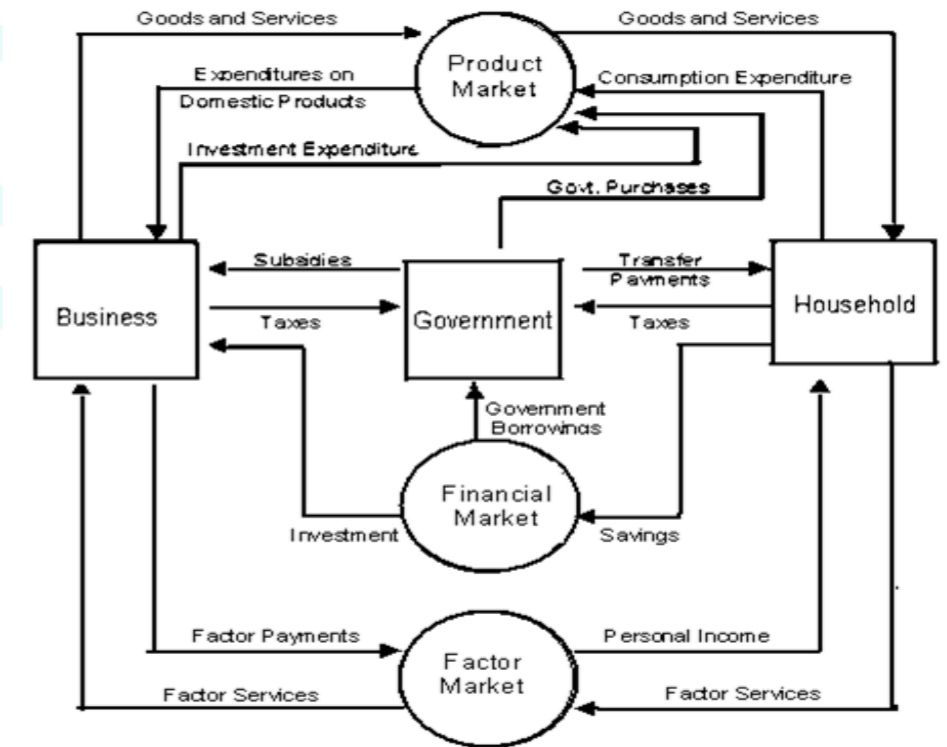 Goods and Services
Goods and Services
Product
Market
Expenditures on
Domestic Products
Consumption Expenditure
Investment Expenditure
Govt. Purchases
Subsidies
Transfer
Payments
Business
Government
Household
Taxes
Taxes
Government
Borrowings
Financial
Market
Investment
Savings
Factor Payments
Personal Income
Factor
Market
Factor Services
Factor Services